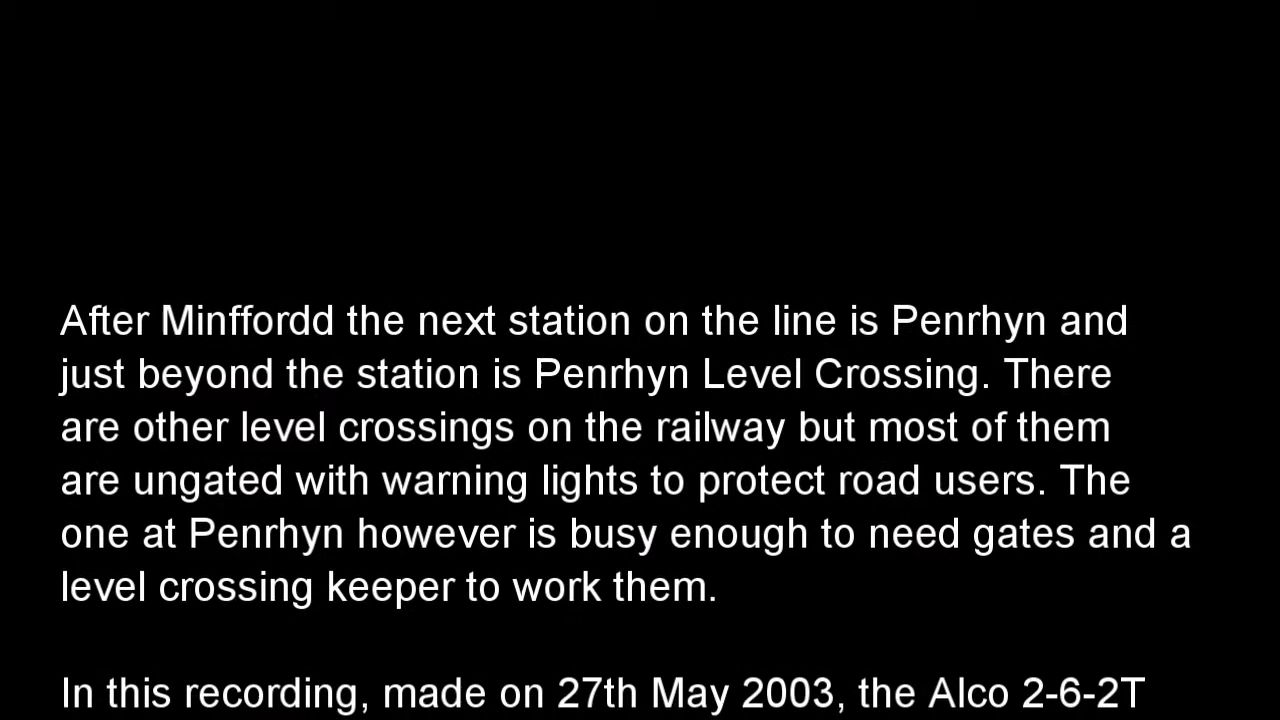 After Minffordd the next station on the line is Penrhyn and
just beyond the station is Penrhyn Level Crossing. There
are other level crossings on the railway but most of them
are ungated with warning lights to protect road users. The
one at Penrhyn however is busy enough to need gates and a
level crossing keeper to work them.
In this recording, made on 27th May 2003, the Alco 2-6-2T